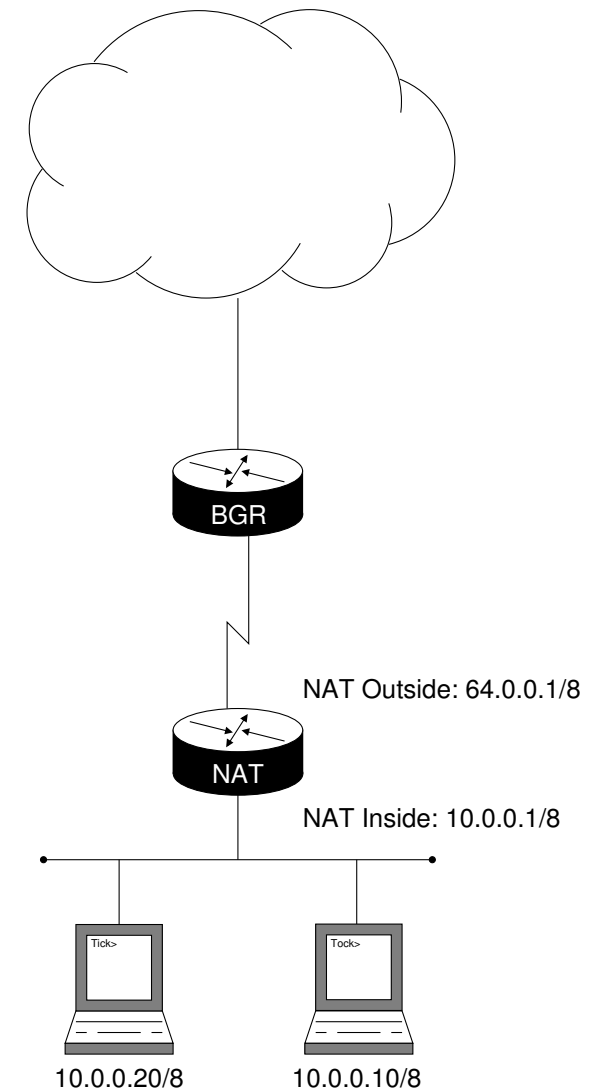 BGR
NAT Outside: 64.0.0.1/8
NAT
NAT Inside: 10.0.0.1/8
Tick>
Tock>
10.0.0.20/8
10.0.0.10/8